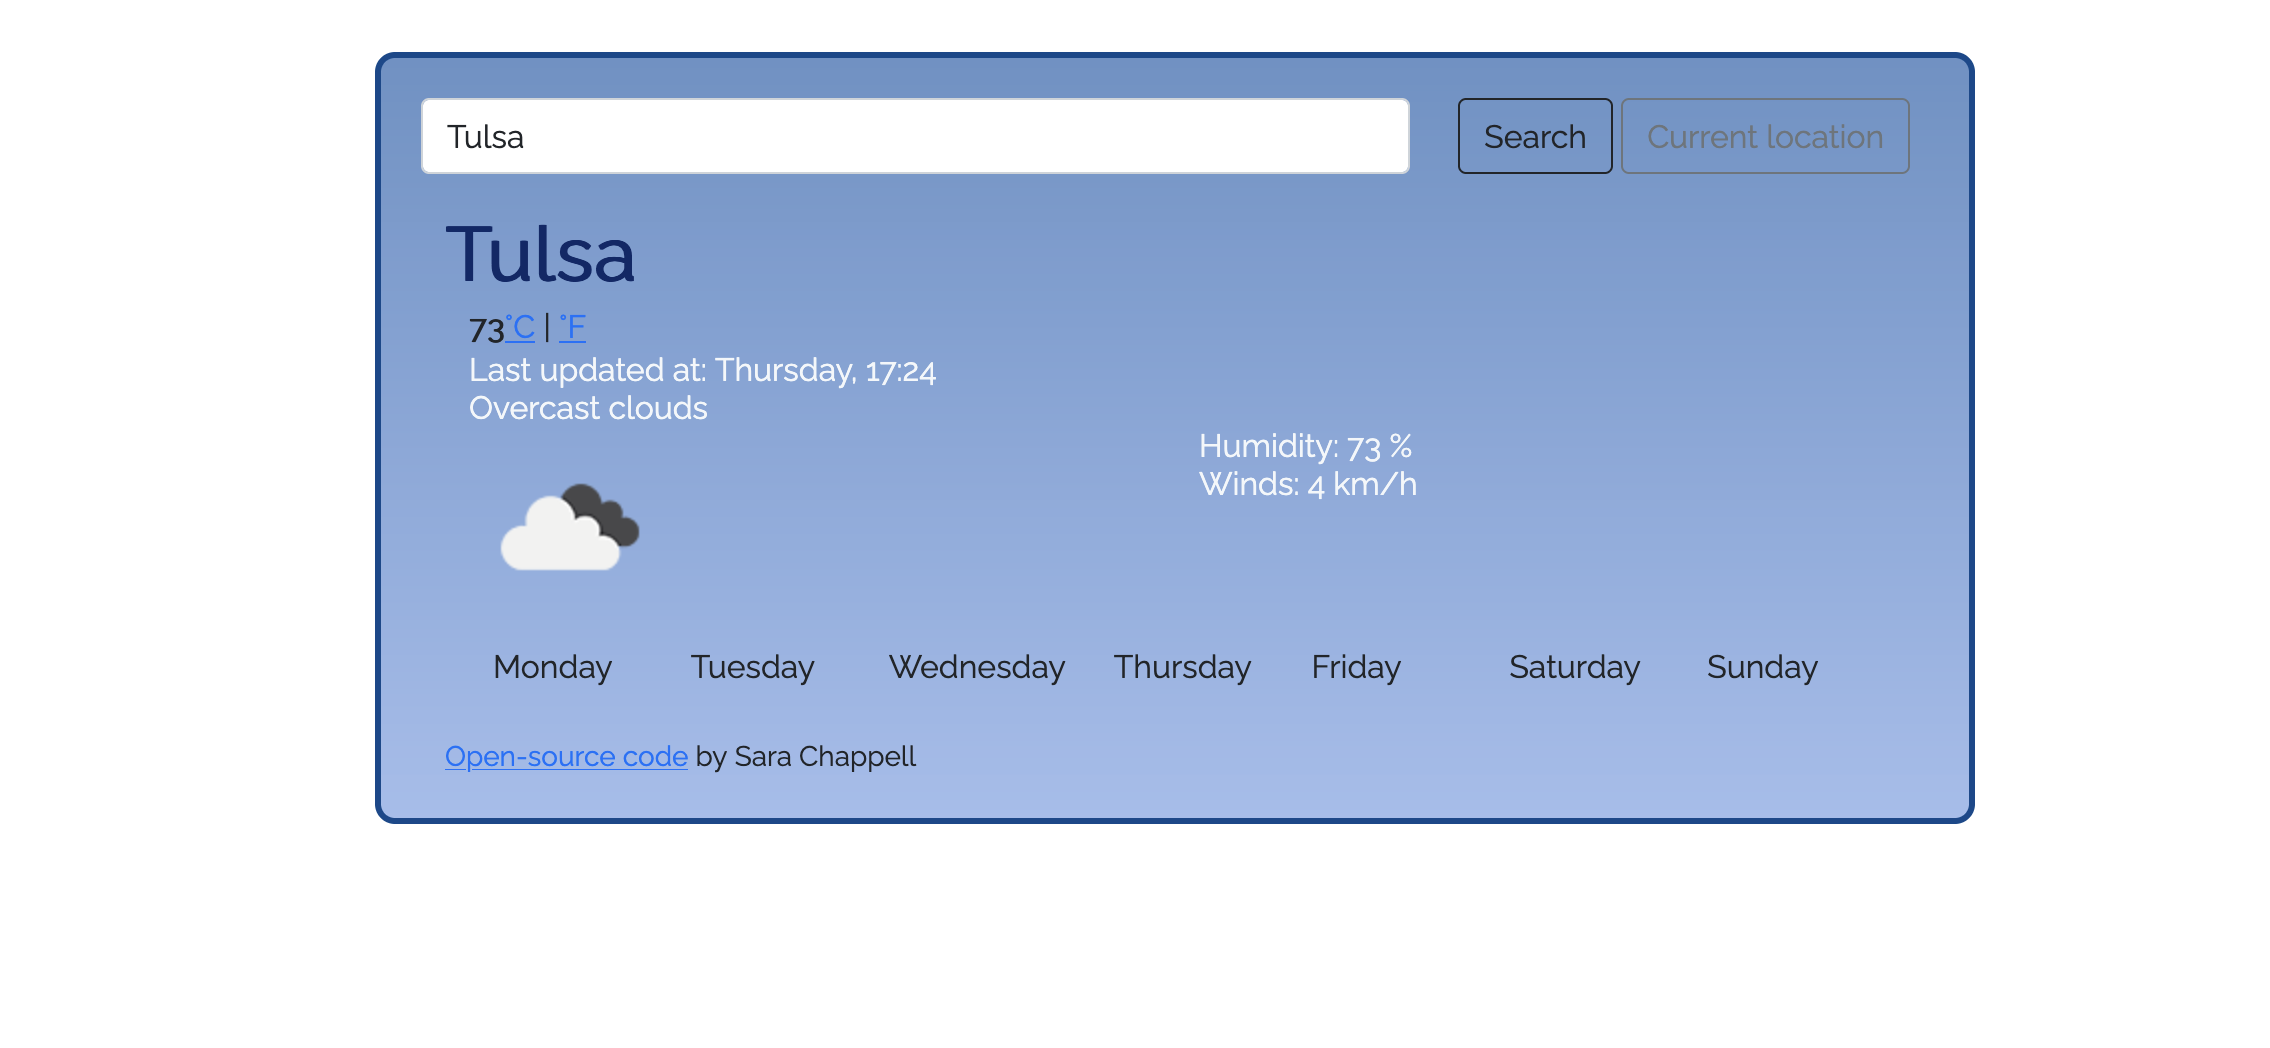 Tulsa
Search
Current location
Tulsa
73°C | °F
Last updated at: Thursday, 17:24
Overcast clouds
Humidity: 73 %
Winds: 4 km/h
Monday Tuesday Wednesday Thursday Friday Saturday Sunday
Open-source code by Sara Chappell